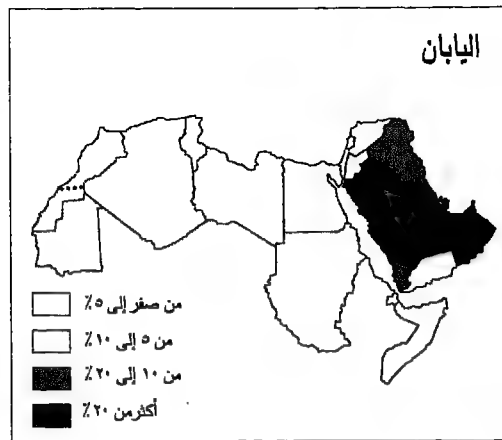 اليابان
من صفر إلى ٥٪
من ٥ إلى ١٠٪
من ١٠ إلى ٢٠٪
أكثر من ٢٠٪